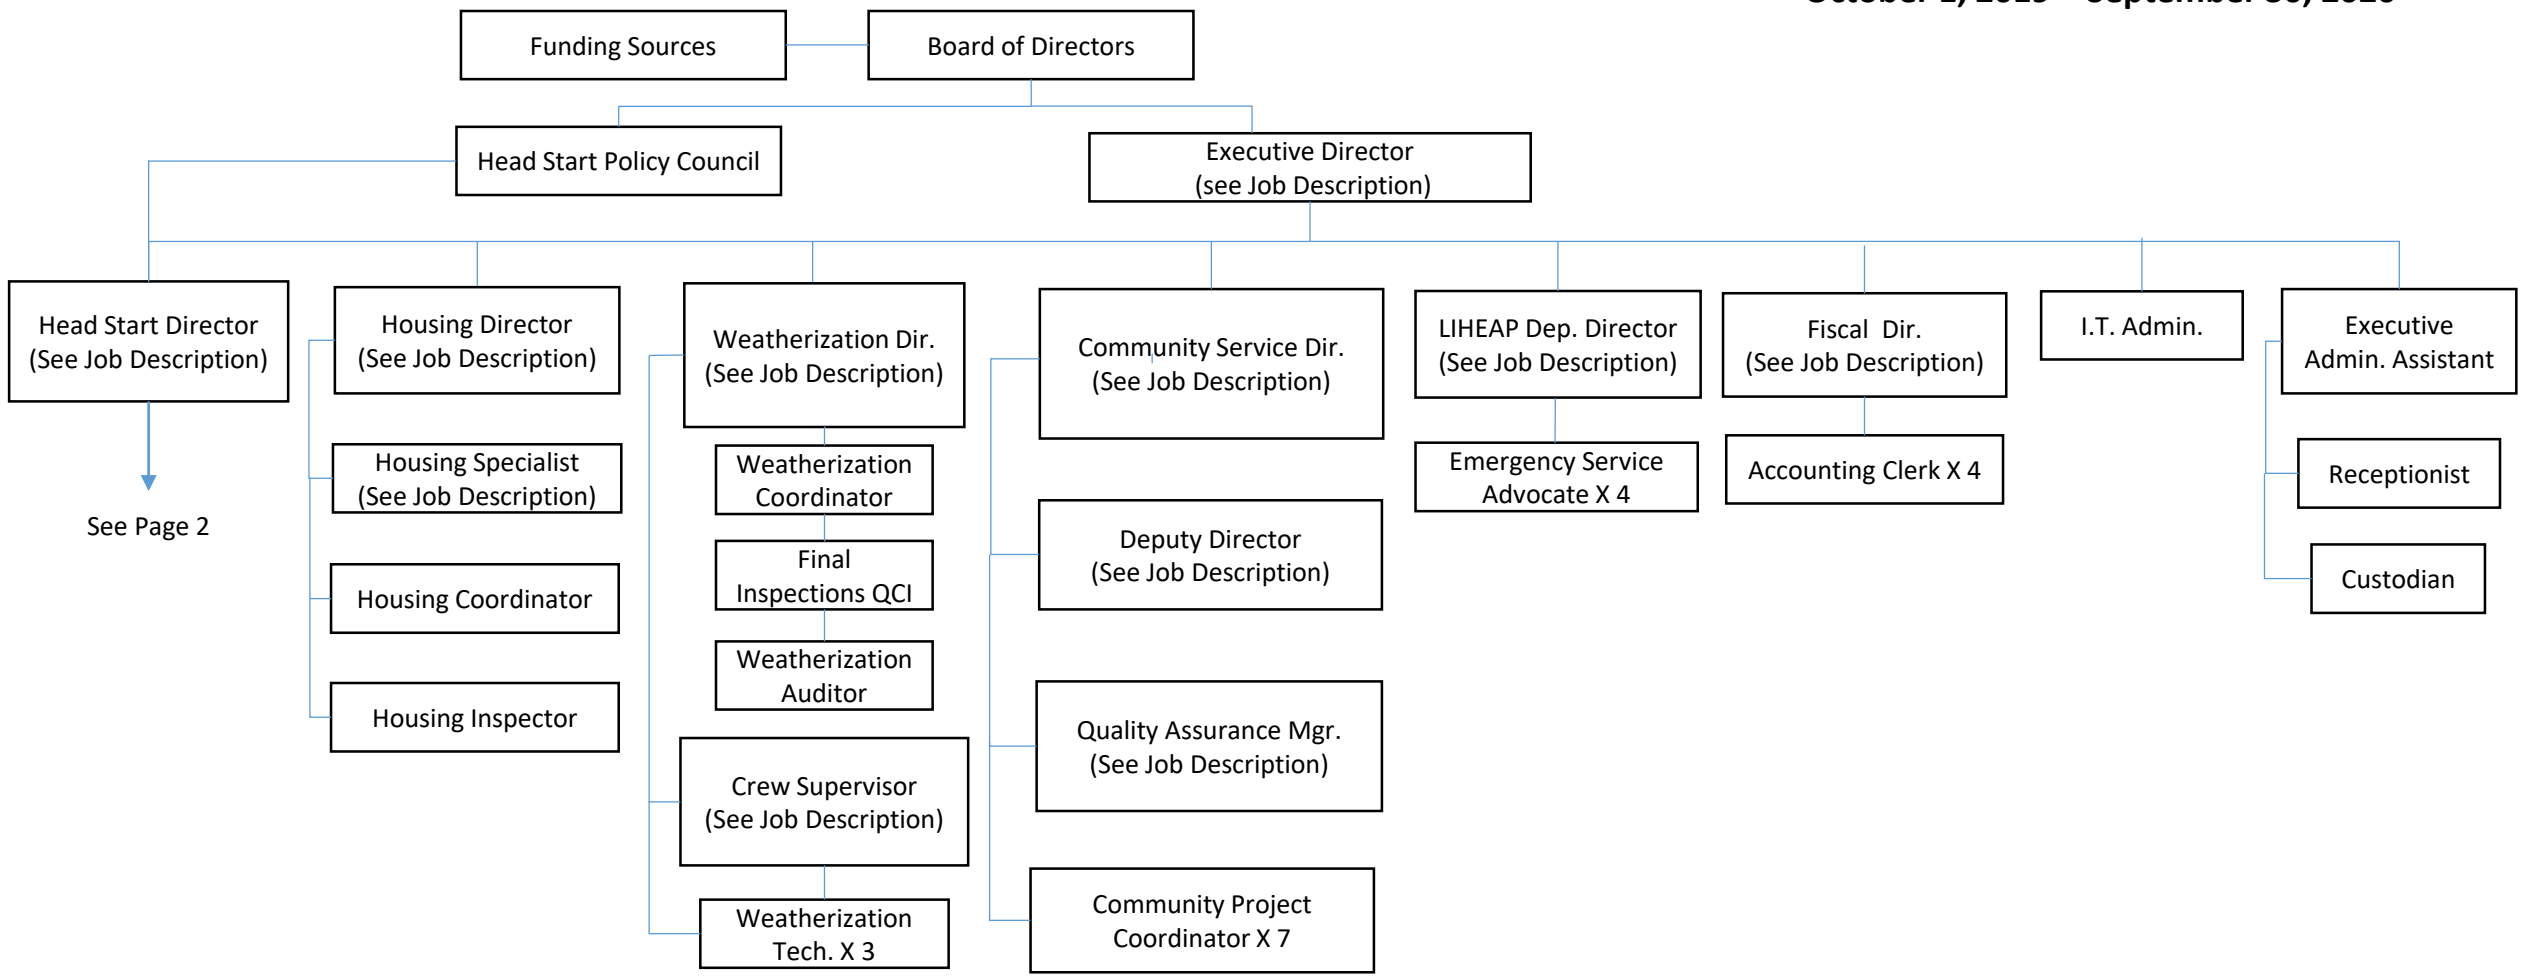 Funding Sources
Board of Directors
Head Start Policy Council
Executive Director
(see Job Description)
Head Start Director
(See Job Description)
See Page 2
Housing Director
(See Job Description)
Housing Specialist
(See Job Description)
Housing Coordinator
Housing Inspector
Weatherization Dir.
(See Job Description)
Weatherization
Coordinator
Final
Inspections QCI
Weatherization
Auditor
Crew Supervisor
(See Job Description)
Weatherization
Tech. X 3
Community Service Dir.
(See Job Description)
Deputy Director
(See Job Description)
Quality Assurance Mgr.
(See Job Description)
Community Project
Coordinator X 7
LIHEAP Dep. Director
(See Job Description)
Emergency Service
Advocate X 4
Fiscal  Dir.
(See Job Description)
Accounting Clerk X 4
I.T. Admin.
Executive
Admin. Assistant
Receptionist
Custodian